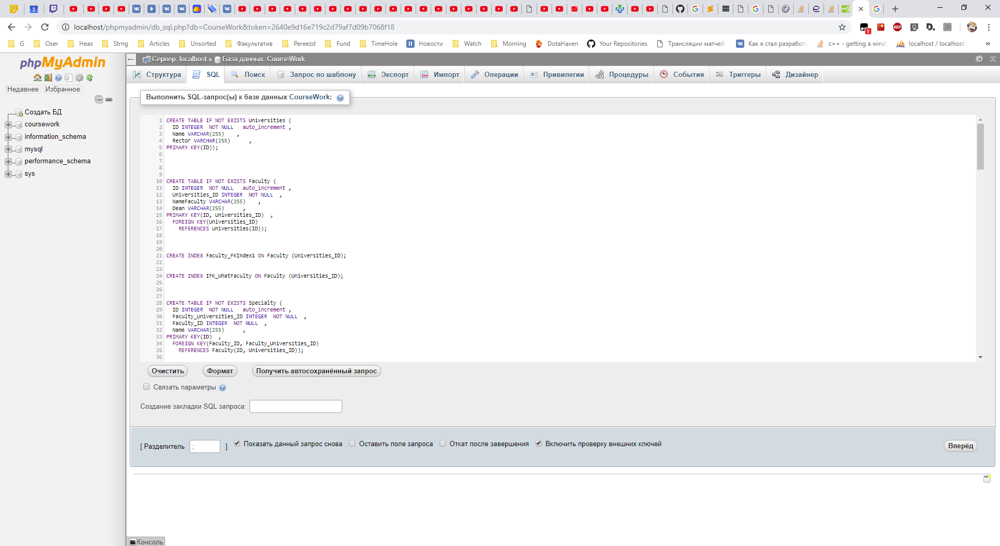 localhost/phpmyadmin/db_sql.php?db=CourseWork&token=2640e9d16e719c2d79af7d09b7068f18
G Oser Heas Strng Articles Unsorted Факультатив Pereezd Fund TimeHole Новости Watch Morning DotaHaven Your Repositories Трансляции матчей Как я стал разработ c++ - getting a wind localhost / localhost »
phpMyAdmin
Недавнее Избранное
Создать БД
coursework
information_schema
mysql
performance_schema
sys
Сервер: localhost » База данных: CourseWork
Структура SQL Поиск Запрос по шаблону Экспорт Импорт Операции Привилегии Процедуры События Триггеры Дизайнер
Выполнить SQL-запрос(ы) к базе данных CourseWork:
1 CREATE TABLE IF NOT EXISTS Universities (
2 ID INTEGER NOT NULL auto_increment ,
3 Name VARCHAR(255) ,
4 Rector VARCHAR(255) ,
5 PRIMARY KEY(ID));
6
7
8
9
10 CREATE TABLE IF NOT EXISTS Faculty (
11 ID INTEGER NOT NULL auto_increment ,
12 Universities_ID INTEGER NOT NULL ,
13 NameFaculty VARCHAR(255) ,
14 Dean VARCHAR(255) ,
15 PRIMARY KEY(ID, Universities_ID) ,
16 FOREIGN KEY(Universities_ID)
17 REFERENCES Universities(ID));
18
19
20
21 CREATE INDEX Faculty_FKIndex1 ON Faculty (Universities_ID);
22
23
24 CREATE INDEX IFK_WhatFaculty ON Faculty (Universities_ID);
25
26
27
28 CREATE TABLE IF NOT EXISTS Specialty (
29 ID INTEGER NOT NULL auto_increment ,
30 Faculty_Universities_ID INTEGER NOT NULL ,
31 Faculty_ID INTEGER NOT NULL ,
32 Name VARCHAR(255) ,
33 PRIMARY KEY(ID) ,
34 FOREIGN KEY(Faculty_ID, Faculty_Universities_ID)
35 REFERENCES Faculty(ID, Universities_ID));
36
Очистить Формат Получить автосохранённый запрос
Связать параметры
Создание закладки SQL запроса:
[ Разделитель ; ] Показать данный запрос снова Оставить поле запроса Откат после завершения Включить проверку внешних ключей Вперёд
Консоль